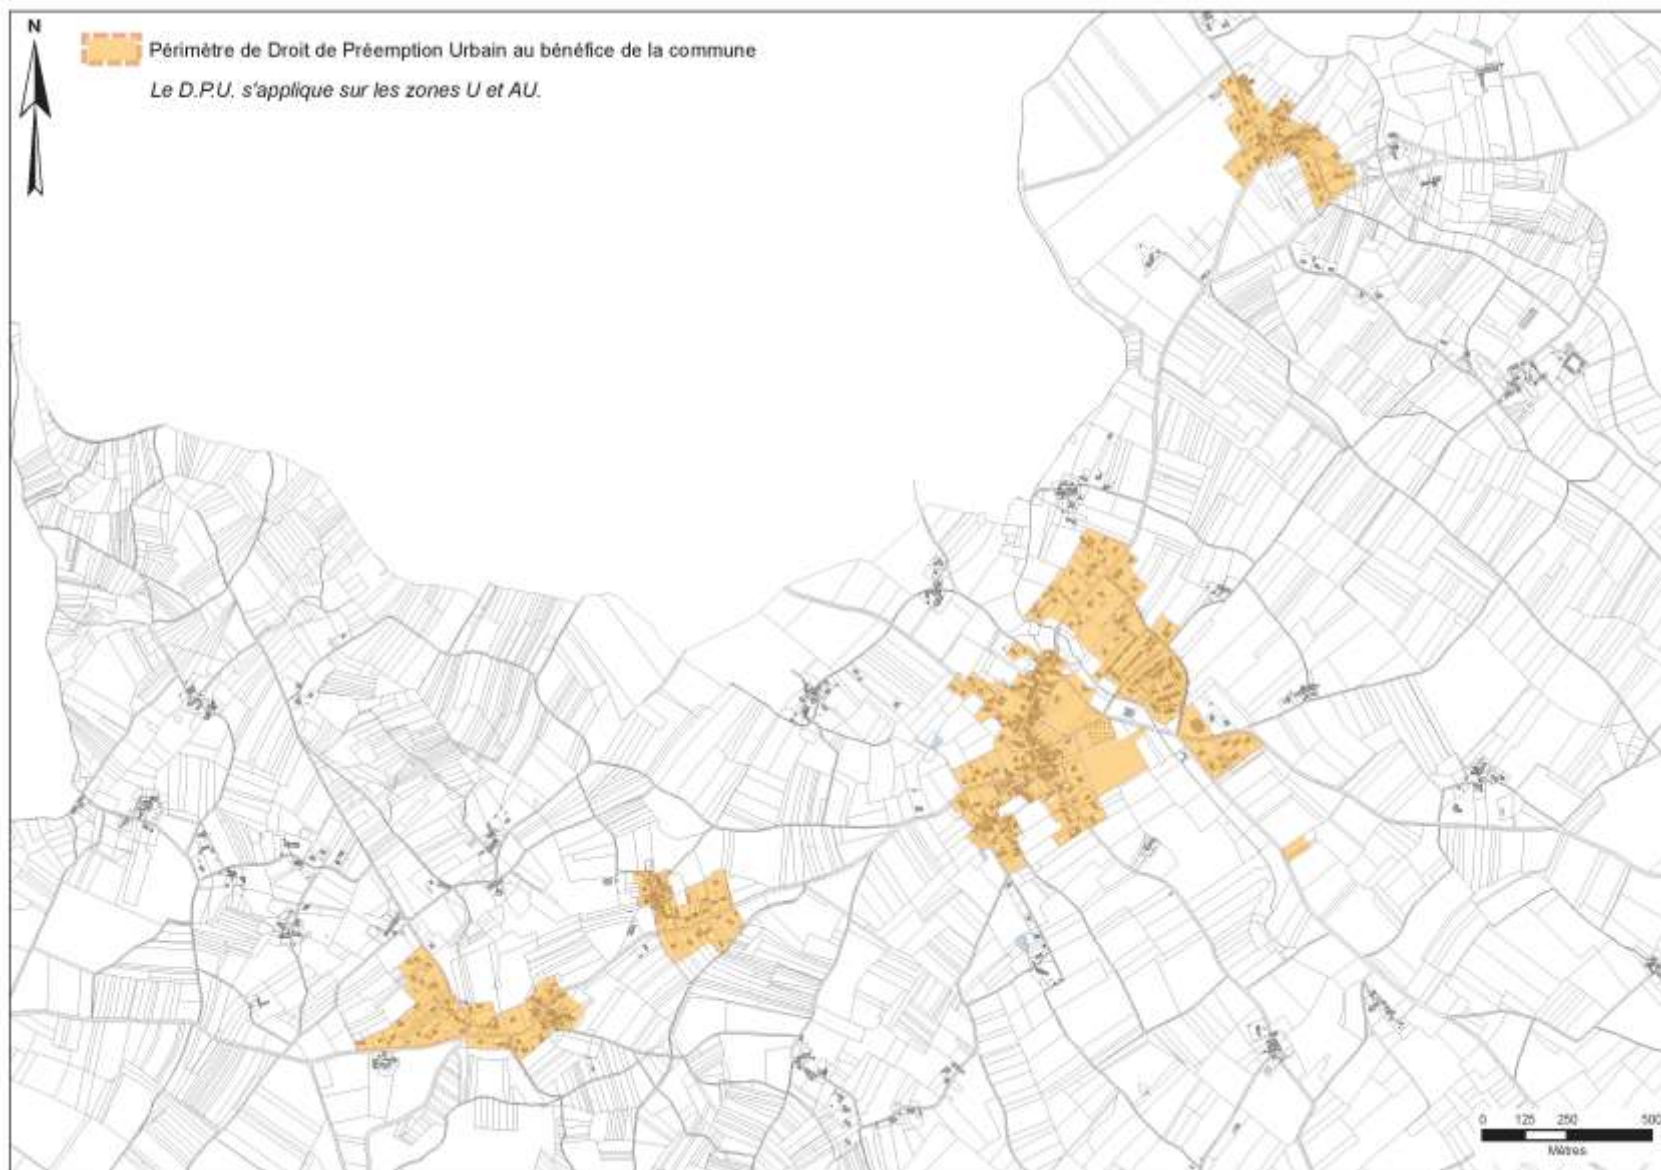 N
Périmètre de Droit de Préemption Urbain au bénéfice de la commune
Le D.P.U. s'applique sur les zones U et AU.
0 125 250 500
Mètres